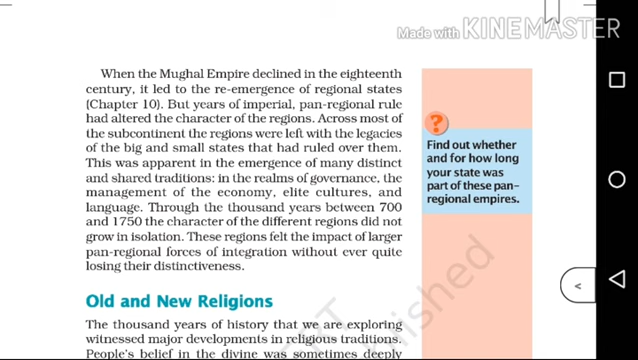 Made with KINEMASTER
When the Mughal Empire declined in the eighteenth
century, it led to the re-emergence of regional states
(Chapter 10). But years of imperial, pan-regional rule
had altered the character of the regions. Across most of
the subcontinent the regions were left with the legacies
of the big and small states that had ruled over them.
This was apparent in the emergence of many distinct
and shared traditions: in the realms of governance, the
management of the economy, elite cultures, and
language. Through the thousand years between 700
and 1750 the character of the different regions did not
grow in isolation. These regions felt the impact of larger
pan-regional forces of integration without ever quite
losing their distinctiveness.
?
Find out whether
and for how long
your state was
part of these pan-
regional empires.
Old and New Religions
The thousand years of history that we are exploring
witnessed major developments in religious traditions.
People's belief in the divine was sometimes deeply